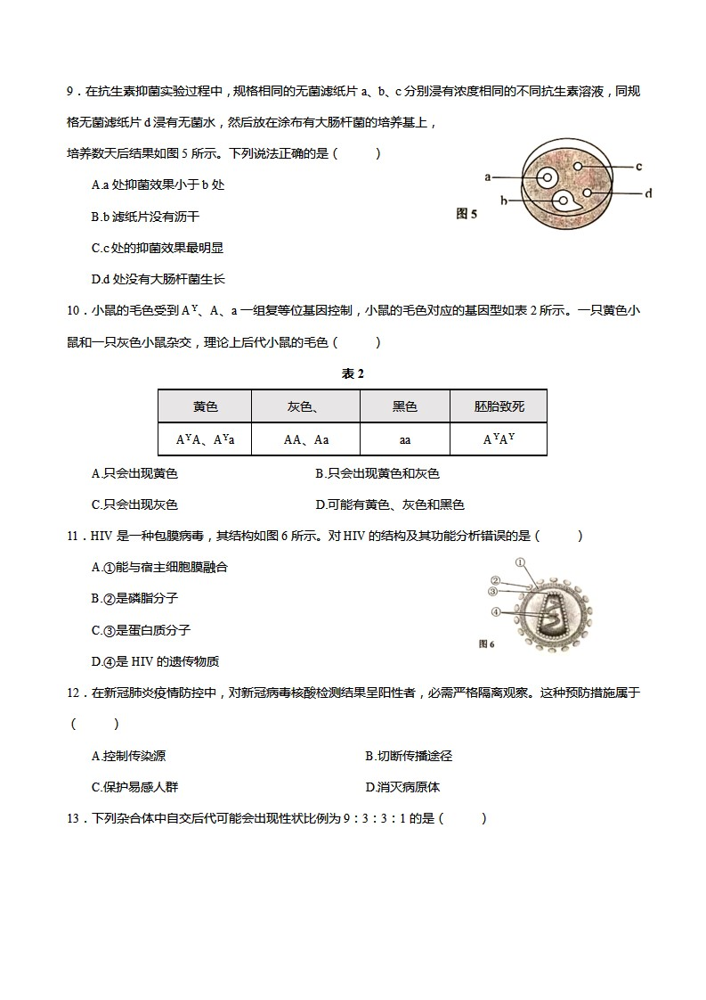 9．在抗生素抑菌实验过程中，规格相同的无菌滤纸片 a、b、c 分别浸有浓度相同的不同抗生素溶液，同规
格无菌滤纸片 d 浸有无菌水，然后放在涂布有大肠杆菌的培养基上，
培养数天后结果如图 5 所示。下列说法正确的是（　　）
A.a 处抑菌效果小于 b 处
B.b 滤纸片没有沥干
C.c 处的抑菌效果最明显
D.d 处没有大肠杆菌生长
a
b
c
d
图 5
10．小鼠的毛色受到 Aʸ、A、a 一组复等位基因控制，小鼠的毛色对应的基因型如表 2 所示。一只黄色小
鼠和一只灰色小鼠杂交，理论上后代小鼠的毛色（　　）
表 2
黄色 灰色、 黑色 胚胎致死
AʸA、Aʸa AA、Aa aa AʸAʸ
A.只会出现黄色 B.只会出现黄色和灰色
C.只会出现灰色 D.可能有黄色、灰色和黑色
11．HIV 是一种包膜病毒，其结构如图 6 所示。对 HIV 的结构及其功能分析错误的是（　　）
A.①能与宿主细胞膜融合
B.②是磷脂分子
C.③是蛋白质分子
D.④是 HIV 的遗传物质
①
②
③
④
图 6
12．在新冠肺炎疫情防控中，对新冠病毒核酸检测结果呈阳性者，必需严格隔离观察。这种预防措施属于
（　　）
A.控制传染源 B.切断传播途径
C.保护易感人群 D.消灭病原体
13．下列杂合体中自交后代可能会出现性状比例为 9：3：3：1 的是（　　）